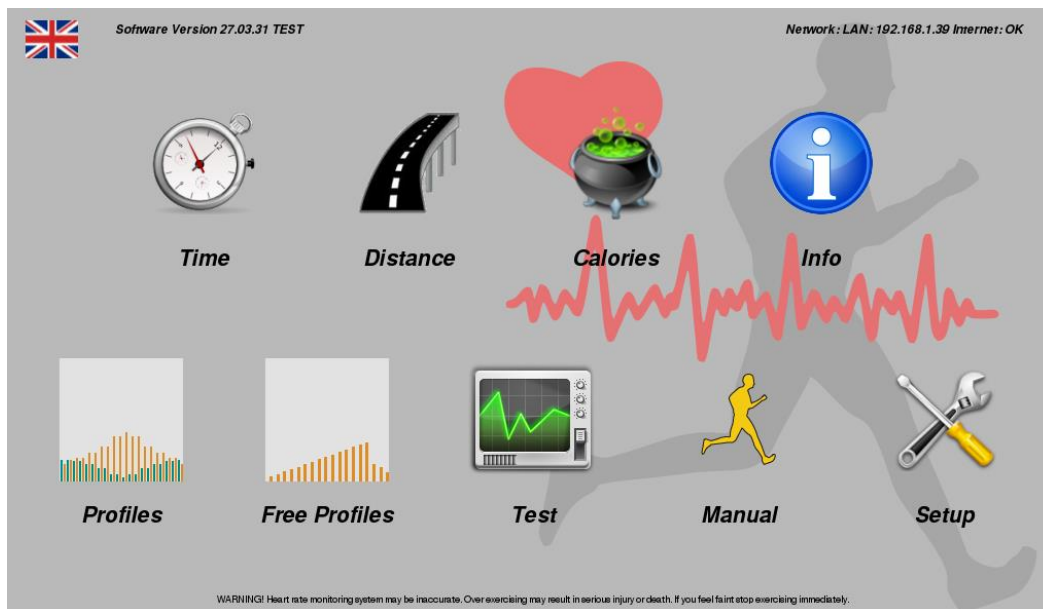 Software Version 27.03.31 TEST
Network: LAN: 192.168.1.39 Internet: OK
Time
Distance
Calories
Info
Profiles
Free Profiles
Test
Manual
Setup
WARNING! Heart rate monitoring system may be inaccurate. Over exercising may result in serious injury or death. If you feel faint stop exercising immediately.